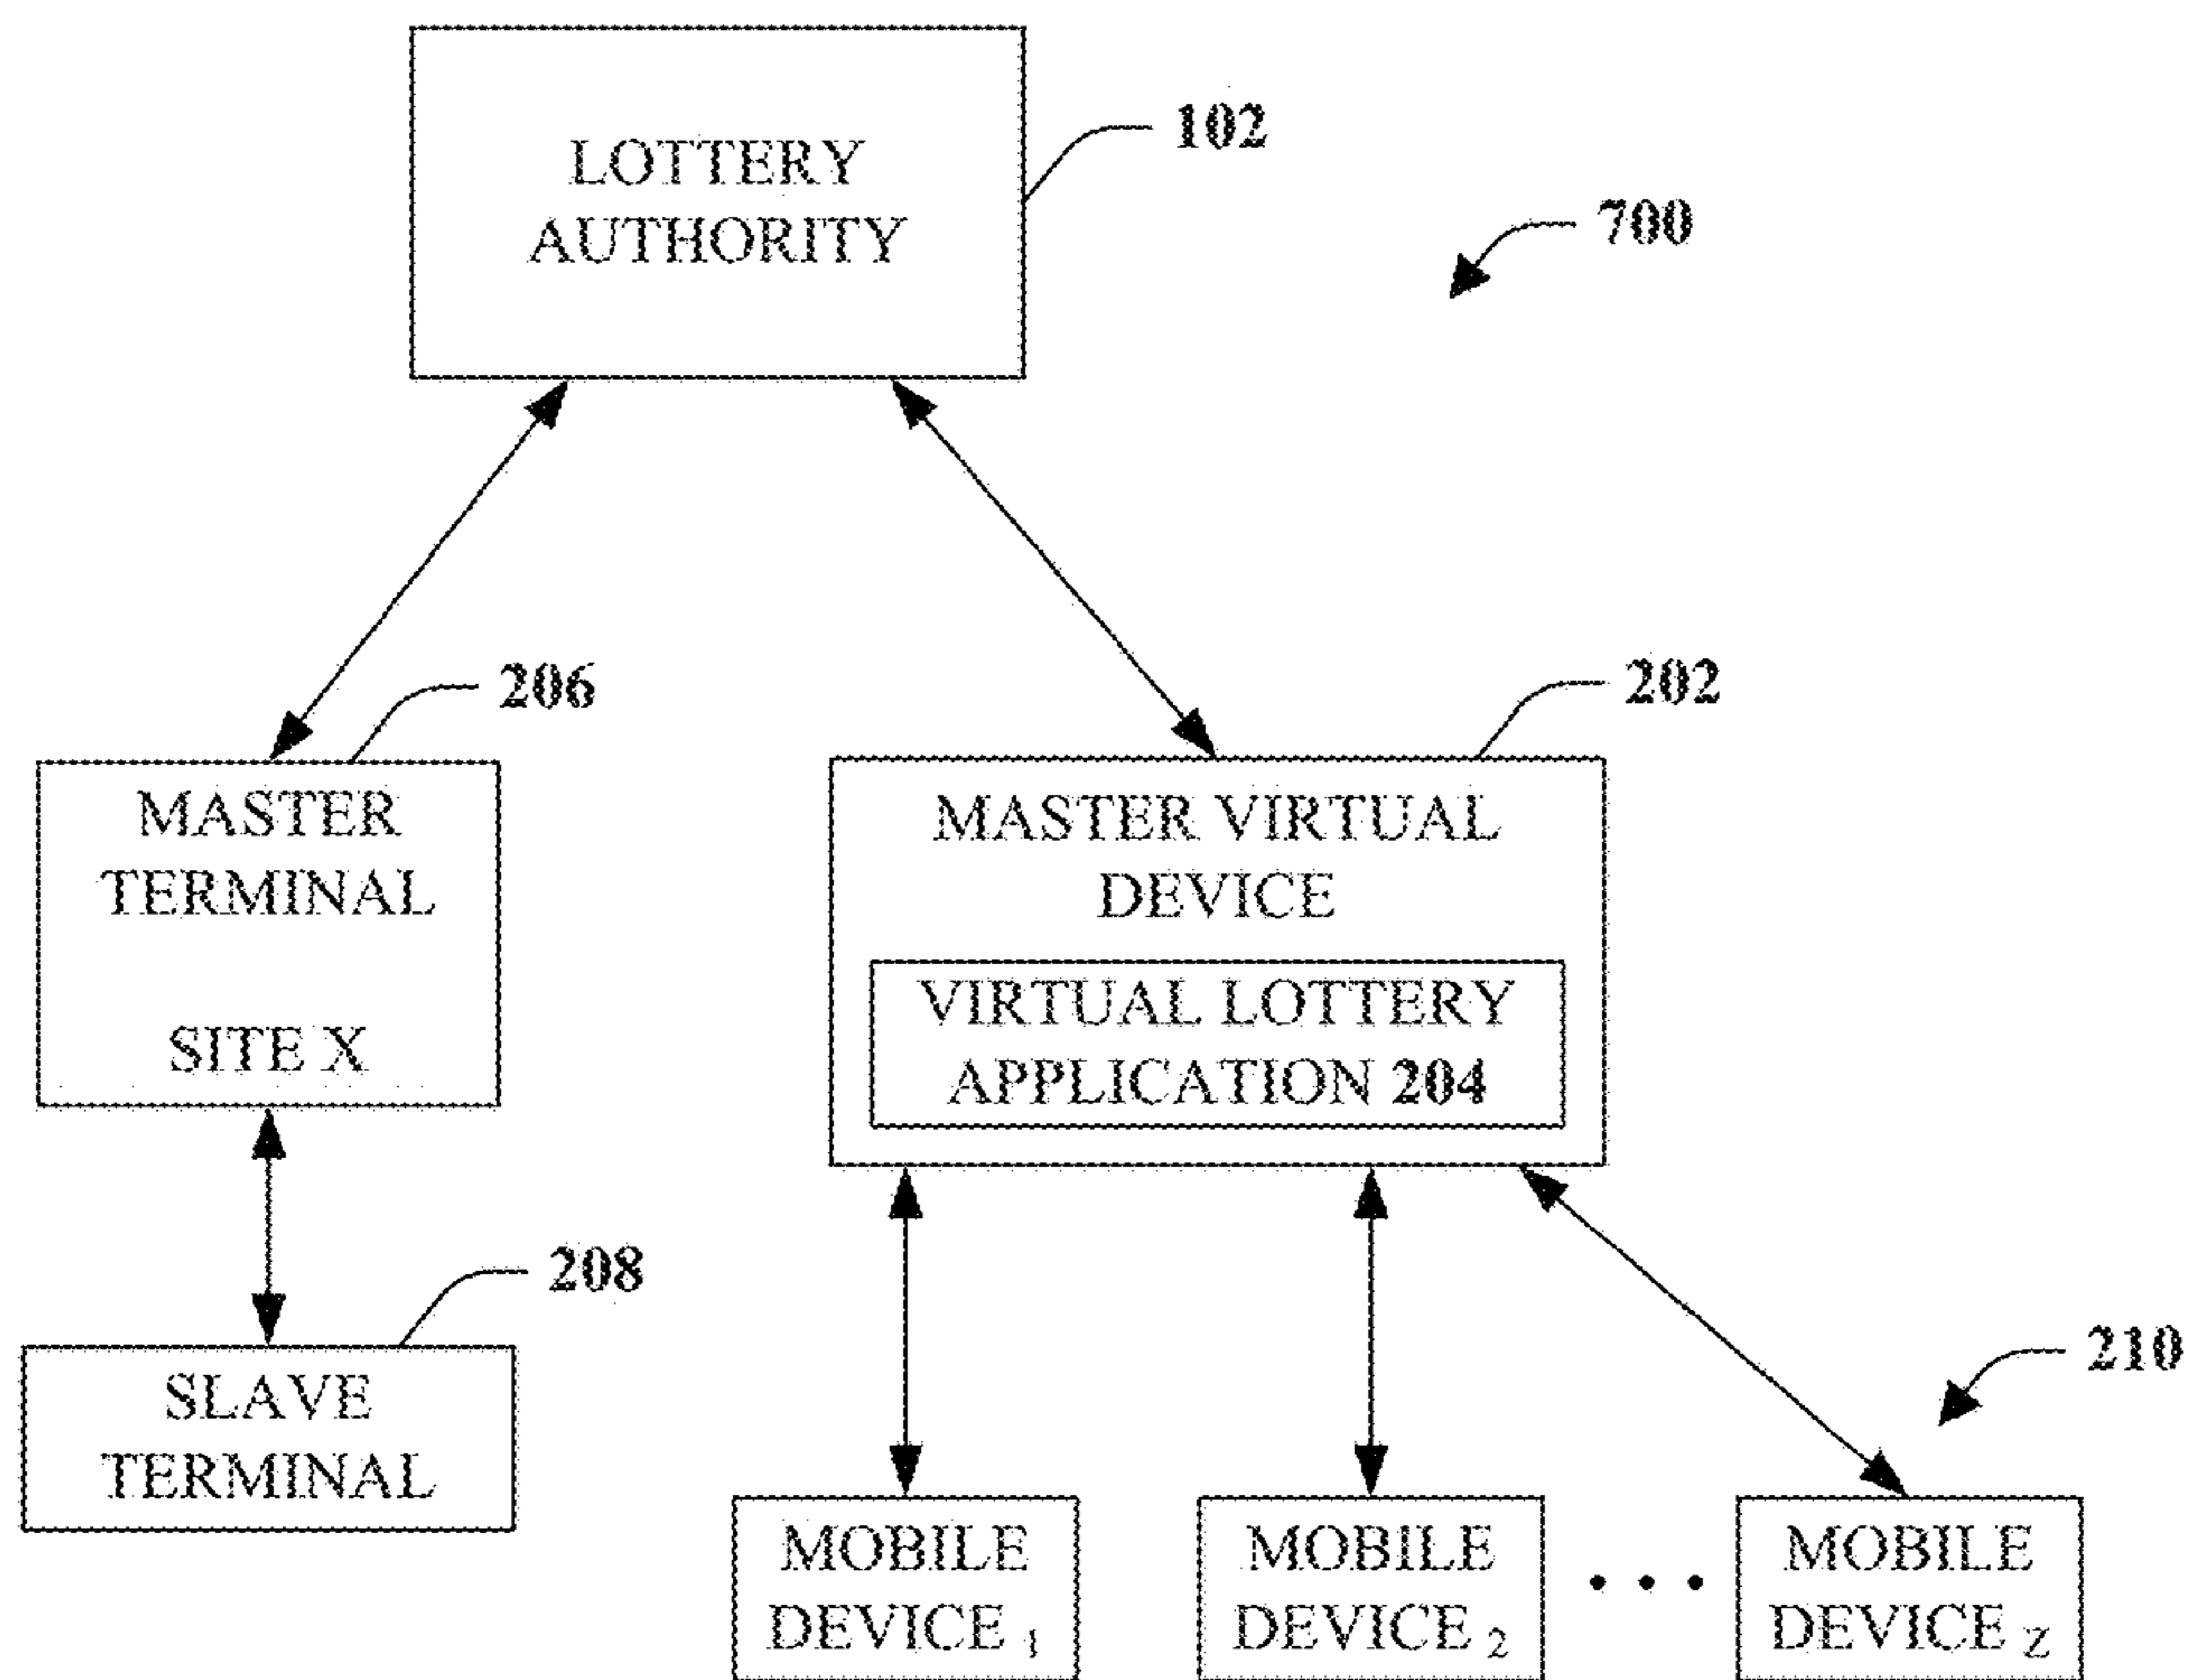 LOTTERY
AUTHORITY
102
700
206
202
MASTER
TERMINAL
SITE X
MASTER VIRTUAL
DEVICE
VIRTUAL LOTTERY
APPLICATION 204
208
SLAVE
TERMINAL
210
MOBILE
DEVICE 1
MOBILE
DEVICE 2
• • •
MOBILE
DEVICE Z